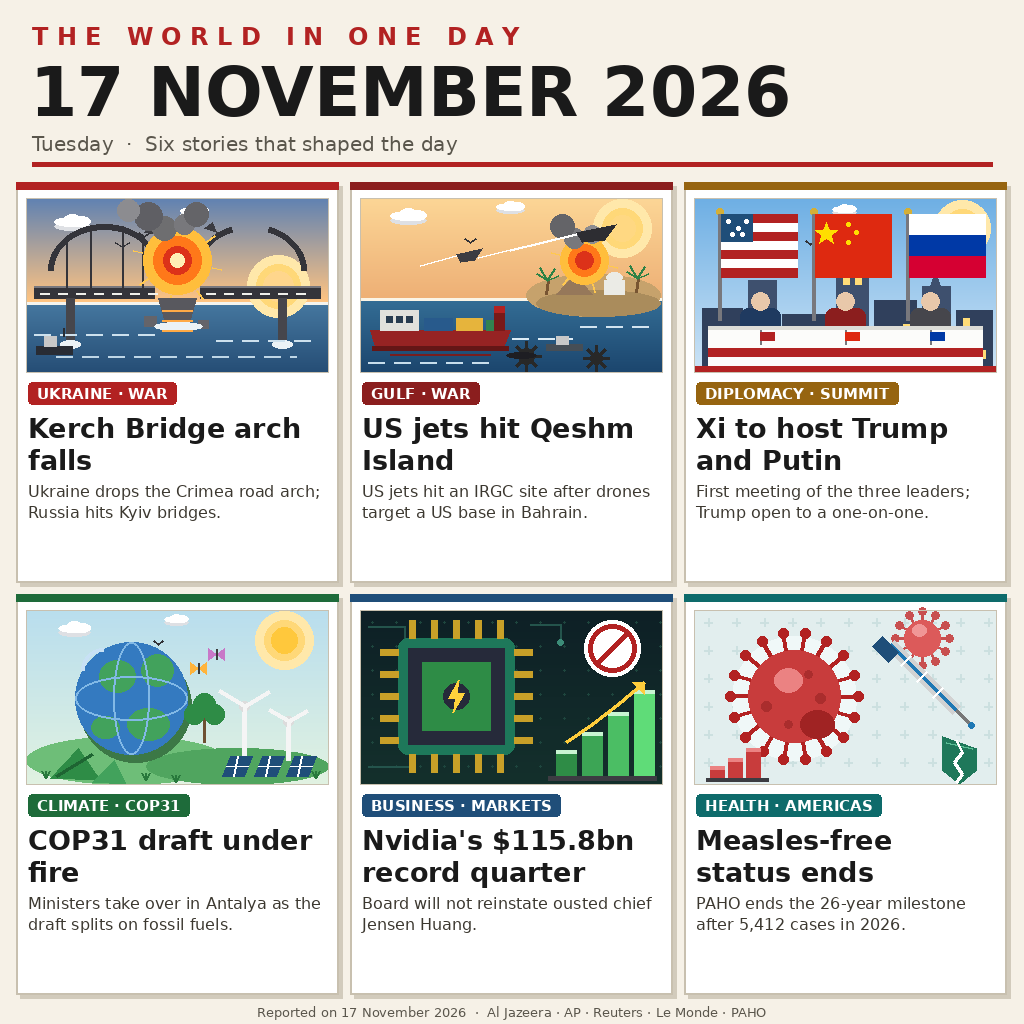 THE WORLD IN ONE DAY
17 NOVEMBER 2026
Tuesday · Six stories that shaped the day
UKRAINE · WAR
Kerch Bridge arch
falls
Ukraine drops the Crimea road arch;
Russia hits Kyiv bridges.
GULF · WAR
US jets hit Qeshm
Island
US jets hit an IRGC site after drones
target a US base in Bahrain.
DIPLOMACY · SUMMIT
Xi to host Trump
and Putin
First meeting of the three leaders;
Trump open to a one-on-one.
CLIMATE · COP31
COP31 draft under
fire
Ministers take over in Antalya as the
draft splits on fossil fuels.
BUSINESS · MARKETS
Nvidia's $115.8bn
record quarter
Board will not reinstate ousted chief
Jensen Huang.
HEALTH · AMERICAS
Measles-free
status ends
PAHO ends the 26-year milestone
after 5,412 cases in 2026.
Reported on 17 November 2026 · Al Jazeera · AP · Reuters · Le Monde · PAHO